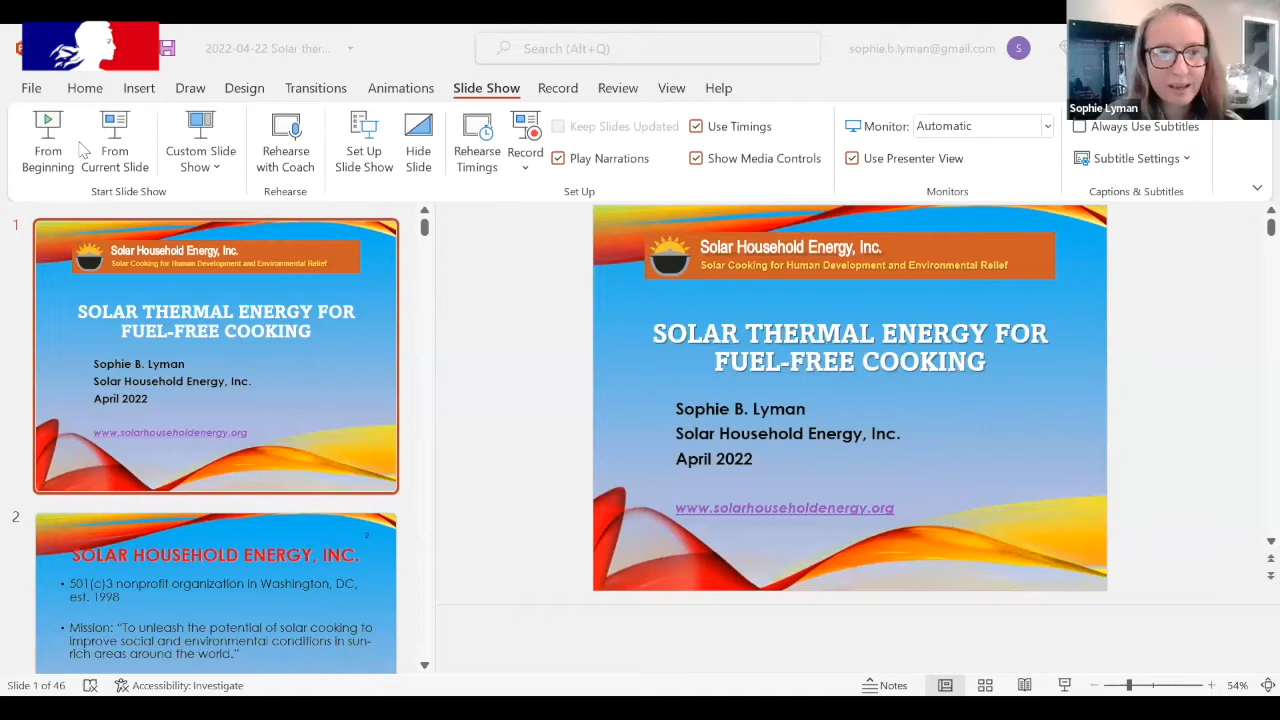 2022-04-22 Solar ther...
Search (Alt+Q)
sophie.b.lyman@gmail.com
S
File
Home
Insert
Draw
Design
Transitions
Animations
Slide Show
Record
Review
View
Help
Sophie Lyman
From
Beginning
From
Current Slide
Custom Slide
Show
Rehearse
with Coach
Set Up
Slide Show
Hide
Slide
Rehearse
Timings
Record
Keep Slides Updated
Play Narrations
Use Timings
Show Media Controls
Monitor:
Automatic
Use Presenter View
Always Use Subtitles
Subtitle Settings
Start Slide Show
Rehearse
Set Up
Monitors
Captions & Subtitles
1
Solar Household Energy, Inc.
Solar Cooking for Human Development and Environmental Relief
SOLAR THERMAL ENERGY FOR
FUEL-FREE COOKING
Sophie B. Lyman
Solar Household Energy, Inc.
April 2022
www.solarhouseholdenergy.org
2
2
SOLAR HOUSEHOLD ENERGY, INC.
• 501(c)3 nonprofit organization in Washington, DC,
est. 1998
• Mission: “To unleash the potential of solar cooking to
improve social and environmental conditions in sun-
rich areas around the world.”
Solar Household Energy, Inc.
Solar Cooking for Human Development and Environmental Relief
SOLAR THERMAL ENERGY FOR
FUEL-FREE COOKING
Sophie B. Lyman
Solar Household Energy, Inc.
April 2022
www.solarhouseholdenergy.org
Slide 1 of 46
Accessibility: Investigate
Notes
54%